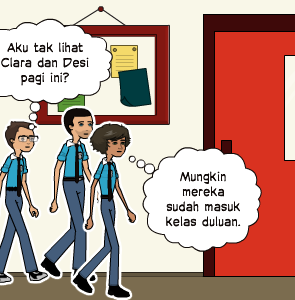 Aku tak lihat
Clara dan Desi
pagi ini?
Mungkin
mereka
sudah masuk
kelas duluan.